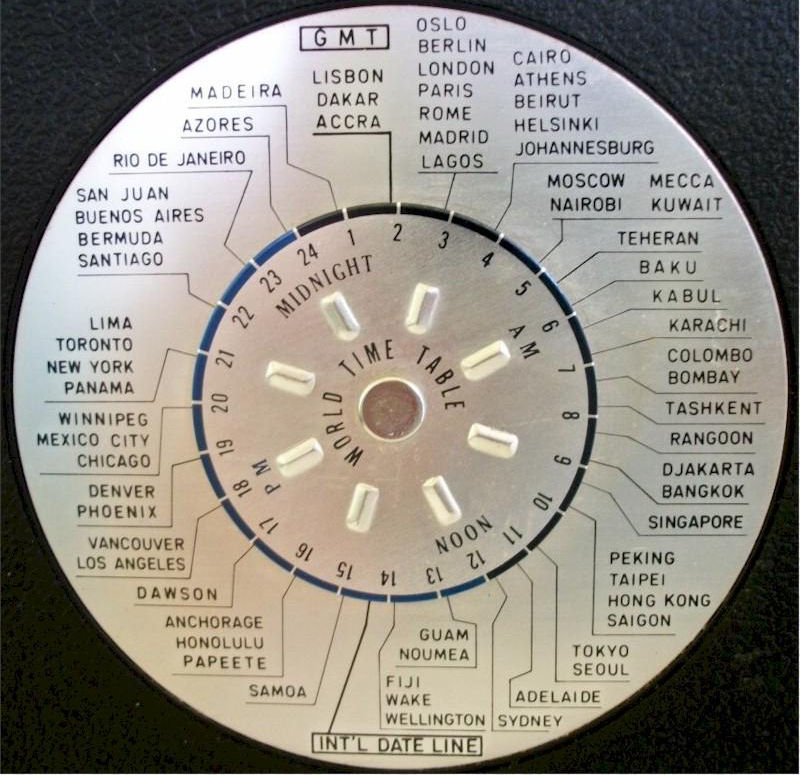 GMT
LISBON
DAKAR
ACCRA
OSLO
BERLIN
LONDON
PARIS
ROME
MADRID
LAGOS
CAIRO
ATHENS
BEIRUT
HELSINKI
JOHANNESBURG
MOSCOW MECCA
NAIROBI KUWAIT
TEHERAN
BAKU
KABUL
KARACHI
COLOMBO
BOMBAY
TASHKENT
RANGOON
DJAKARTA
BANGKOK
SINGAPORE
PEKING
TAIPEI
HONG KONG
SAIGON
TOKYO
SEOUL
ADELAIDE
SYDNEY
GUAM
NOUMEA
FIJI
WAKE
WELLINGTON
INT'L DATE LINE
SAMOA
ANCHORAGE
HONOLULU
PAPEETE
DAWSON
VANCOUVER
LOS ANGELES
DENVER
PHOENIX
WINNIPEG
MEXICO CITY
CHICAGO
LIMA
TORONTO
NEW YORK
PANAMA
SAN JUAN
BUENOS AIRES
BERMUDA
SANTIAGO
RIO DE JANEIRO
AZORES
MADEIRA
1 2 3 4 5 6 7 8 9 10 11 12 13 14 15 16 17 18 19 20 21 22 23 24
MIDNIGHT
AM
NOON
PM
WORLD TIME TABLE